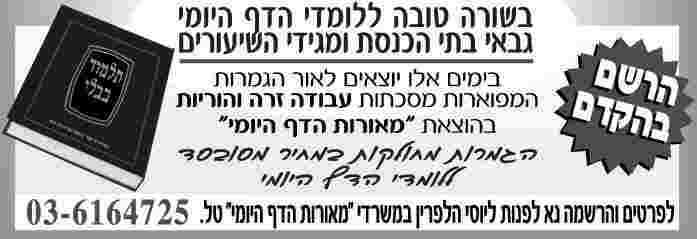 בשורה טובה ללומדי הדף היומי
גבאי בתי הכנסת ומגידי השיעורים
בימים אלו יוצאים לאור הגמרות
המפוארות מסכתות עבודה זרה והוריות
בהוצאת "מאורות הדף היומי"
הגמרות מחולקות במחיר מסובסד
ללומדי הדף היומי
לפרטים והרשמה נא לפנות ליוסי הלפרין במשרדי "מאורות הדף היומי" טל. 03-6164725
הרשם
בהקדם
תלמוד
בבלי